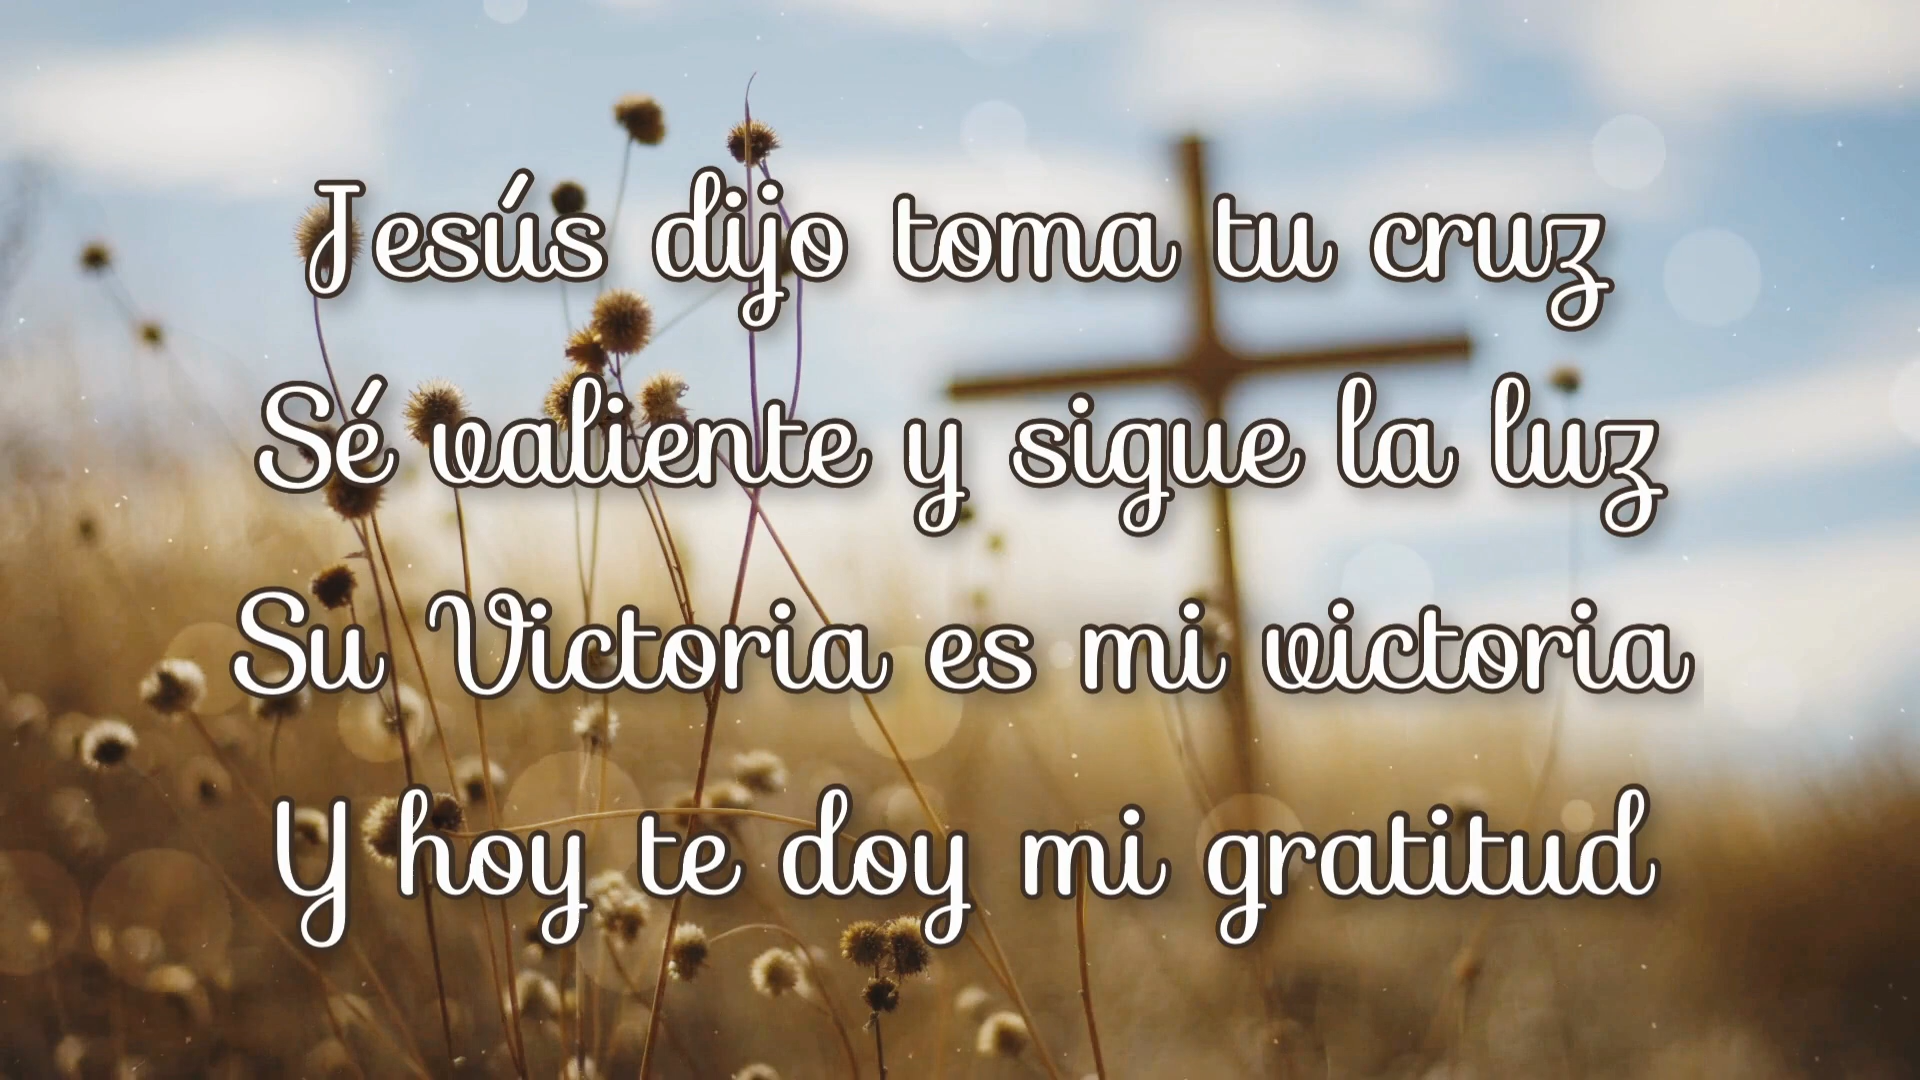 Jesús dijo toma tu cruz
Sé valiente y sigue la luz
Su Victoria es mi victoria
Y hoy te doy mi gratitud